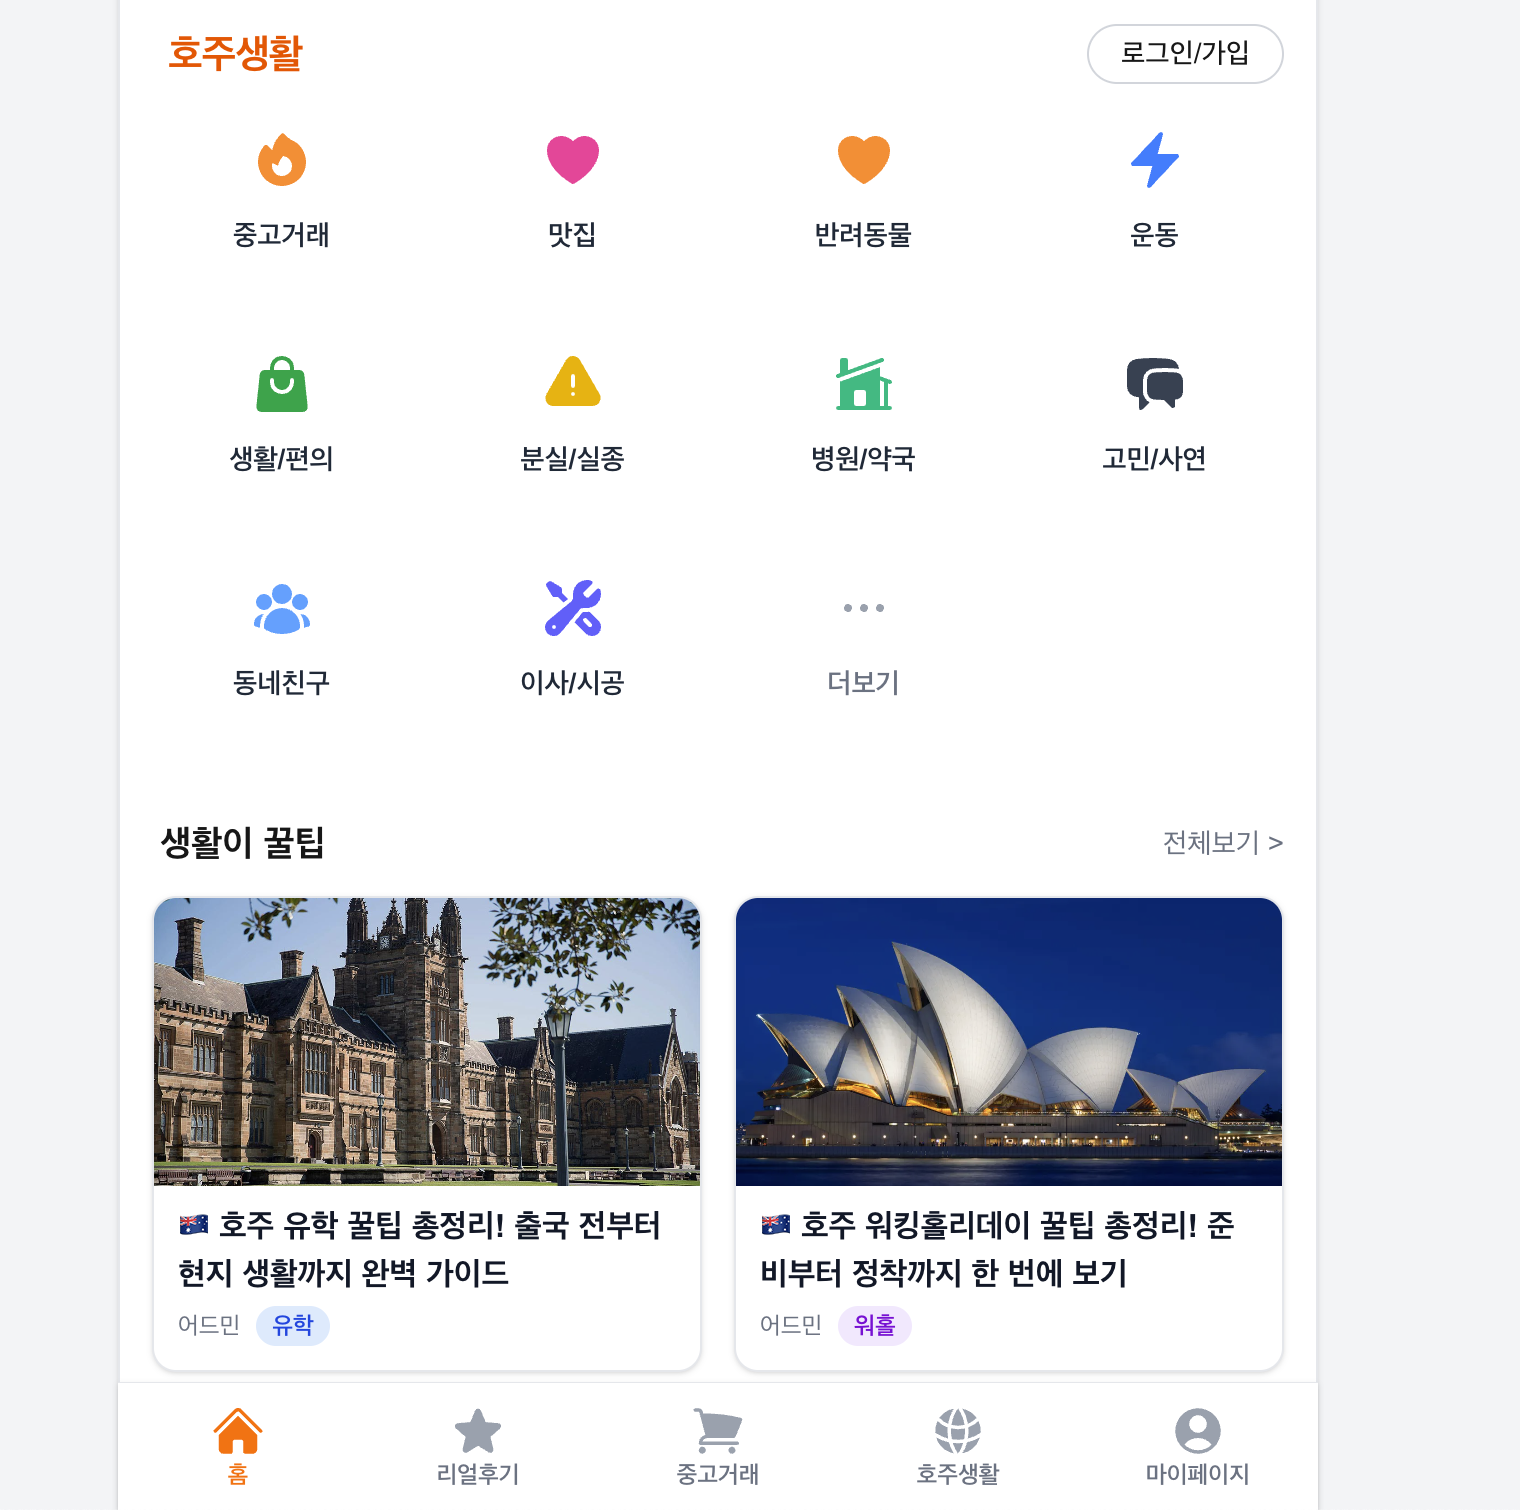 호주생활
로그인/가입
중고거래
맛집
반려동물
운동
생활/편의
분실/실종
병원/약국
고민/사연
동네친구
이사/시공
더보기
생활이 꿀팁
전체보기 >
🇦🇺 호주 유학 꿀팁 총정리! 출국 전부터
현지 생활까지 완벽 가이드
어드민 유학
🇦🇺 호주 워킹홀리데이 꿀팁 총정리! 준
비부터 정착까지 한 번에 보기
어드민 워홀
홈
리얼후기
중고거래
호주생활
마이페이지